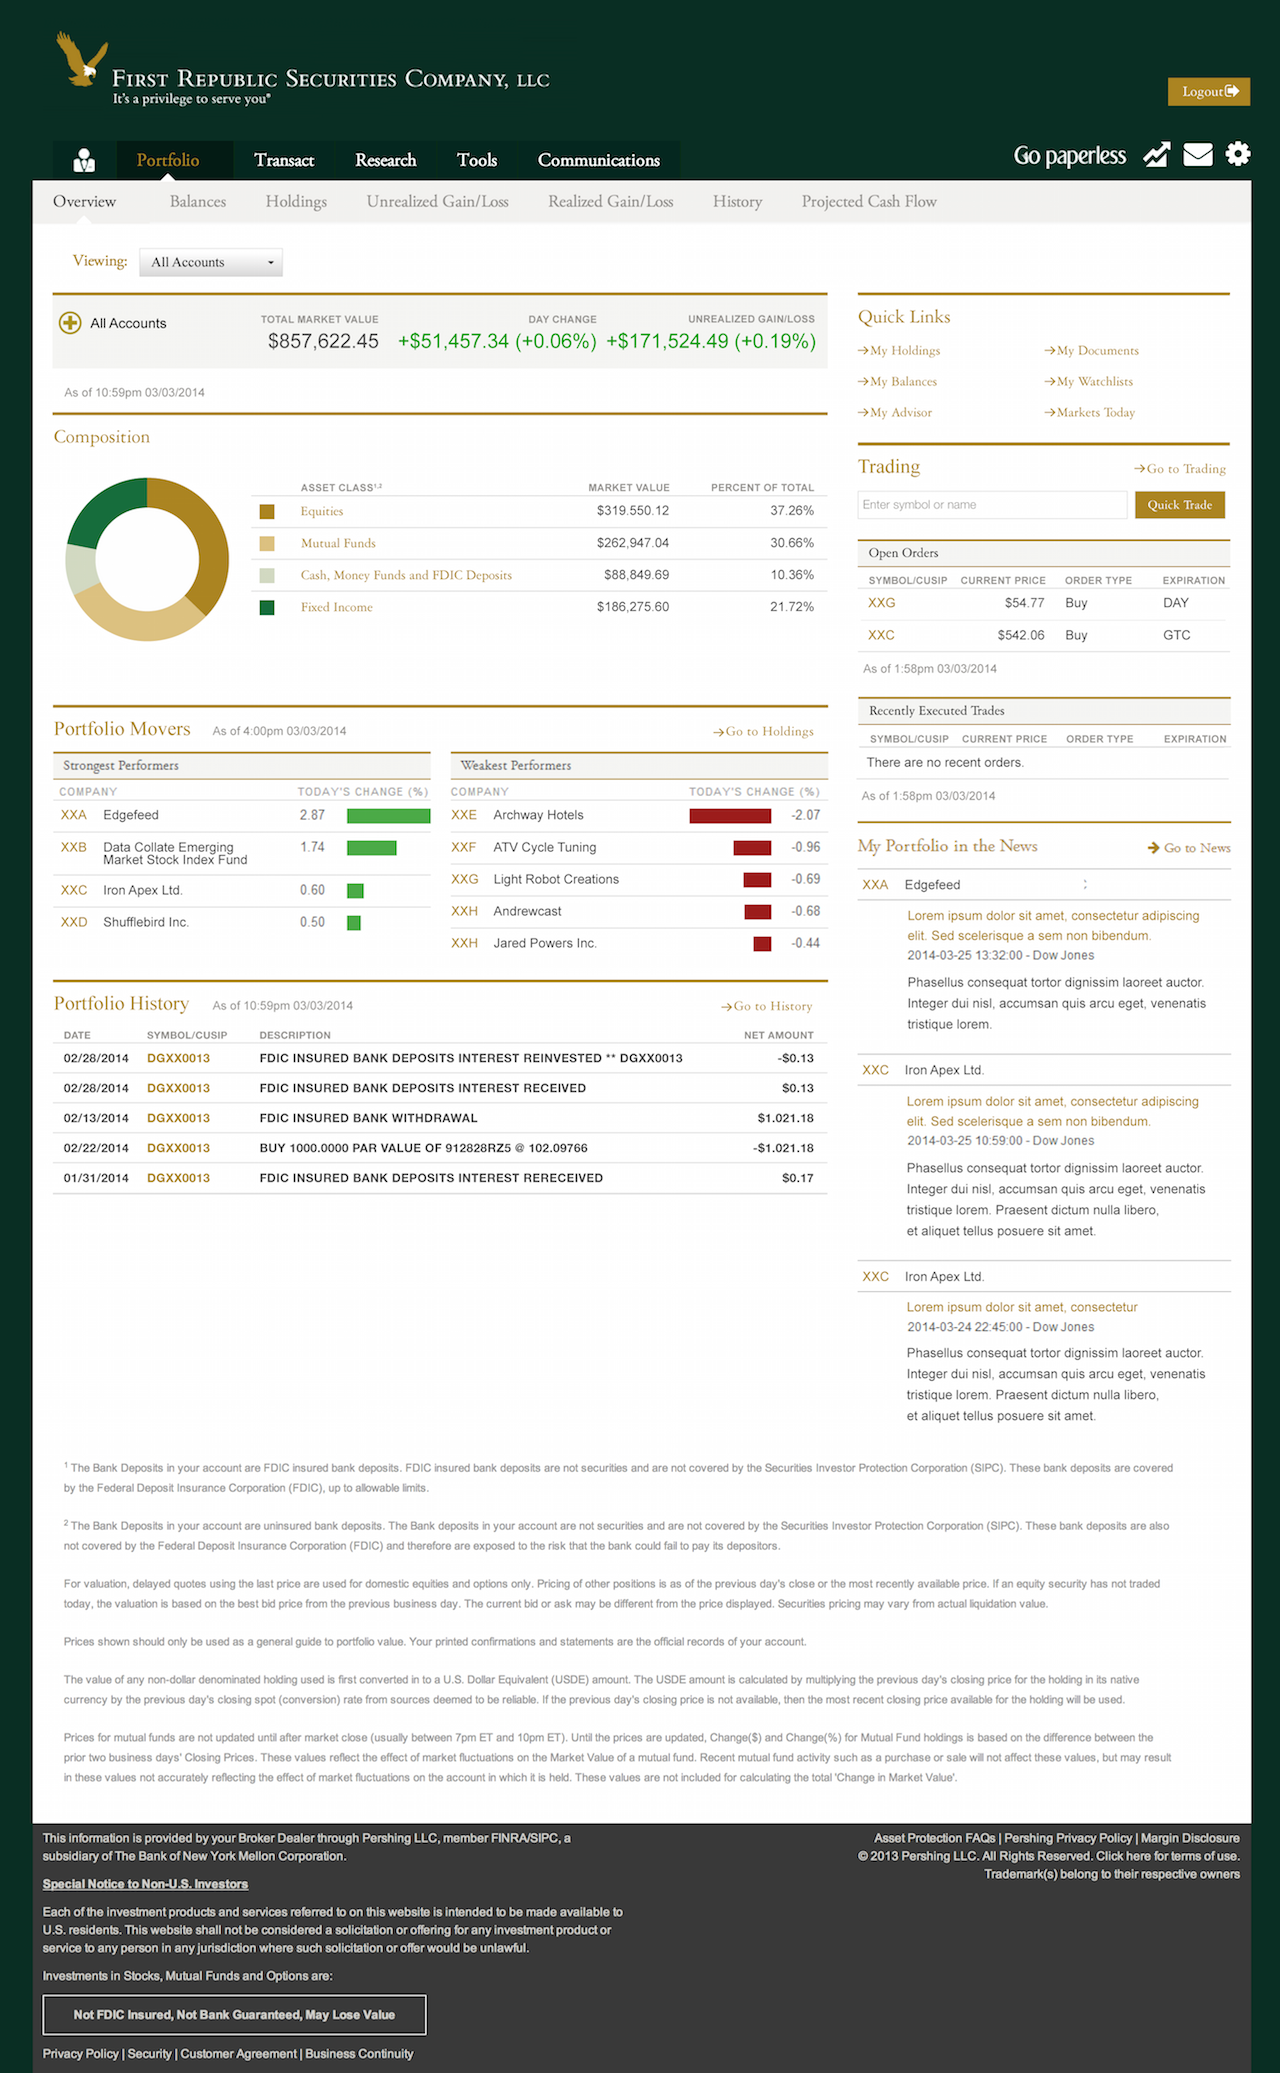 FIRST REPUBLIC SECURITIES COMPANY, LLC
It's a privilege to serve you®
Logout
Portfolio Transact Research Tools Communications
Go paperless
Overview Balances Holdings Unrealized Gain/Loss Realized Gain/Loss History Projected Cash Flow
Viewing: All Accounts
All Accounts
TOTAL MARKET VALUE DAY CHANGE UNREALIZED GAIN/LOSS
$857,622.45 +$51,457.34 (+0.06%) +$171,524.49 (+0.19%)
As of 10:59pm 03/03/2014
Composition
ASSET CLASS1,2 MARKET VALUE PERCENT OF TOTAL
Equities $319.550.12 37.26%
Mutual Funds $262,947.04 30.66%
Cash, Money Funds and FDIC Deposits $88,849.69 10.36%
Fixed Income $186,275.60 21.72%
Portfolio Movers As of 4:00pm 03/03/2014 →Go to Holdings
Strongest Performers
COMPANY TODAY'S CHANGE (%)
XXA Edgefeed 2.87
XXB Data Collate Emerging 1.74
Market Stock Index Fund
XXC Iron Apex Ltd. 0.60
XXD Shufflebird Inc. 0.50
Weakest Performers
COMPANY TODAY'S CHANGE (%)
XXE Archway Hotels -2.07
XXF ATV Cycle Tuning -0.96
XXG Light Robot Creations -0.69
XXH Andrewcast -0.68
XXH Jared Powers Inc. -0.44
Portfolio History As of 10:59pm 03/03/2014 →Go to History
DATE SYMBOL/CUSIP DESCRIPTION NET AMOUNT
02/28/2014 DGXX0013 FDIC INSURED BANK DEPOSITS INTEREST REINVESTED ** DGXX0013 -$0.13
02/28/2014 DGXX0013 FDIC INSURED BANK DEPOSITS INTEREST RECEIVED $0.13
02/13/2014 DGXX0013 FDIC INSURED BANK WITHDRAWAL $1.021.18
02/22/2014 DGXX0013 BUY 1000.0000 PAR VALUE OF 912828RZ5 @ 102.09766 -$1.021.18
01/31/2014 DGXX0013 FDIC INSURED BANK DEPOSITS INTEREST RERECEIVED $0.17
Quick Links
→My Holdings →My Documents
→My Balances →My Watchlists
→My Advisor →Markets Today
Trading →Go to Trading
Enter symbol or name Quick Trade
Open Orders
SYMBOL/CUSIP CURRENT PRICE ORDER TYPE EXPIRATION
XXG $54.77 Buy DAY
XXC $542.06 Buy GTC
As of 1:58pm 03/03/2014
Recently Executed Trades
SYMBOL/CUSIP CURRENT PRICE ORDER TYPE EXPIRATION
There are no recent orders.
As of 1:58pm 03/03/2014
My Portfolio in the News → Go to News
XXA Edgefeed
Lorem ipsum dolor sit amet, consectetur adipiscing
elit. Sed scelerisque a sem non bibendum.
2014-03-25 13:32:00 - Dow Jones
Phasellus consequat tortor dignissim laoreet auctor.
Integer dui nisl, accumsan quis arcu eget, venenatis
tristique lorem.
XXC Iron Apex Ltd.
Lorem ipsum dolor sit amet, consectetur adipiscing
elit. Sed scelerisque a sem non bibendum.
2014-03-25 10:59:00 - Dow Jones
Phasellus consequat tortor dignissim laoreet auctor.
Integer dui nisl, accumsan quis arcu eget, venenatis
tristique lorem. Praesent dictum nulla libero,
et aliquet tellus posuere sit amet.
XXC Iron Apex Ltd.
Lorem ipsum dolor sit amet, consectetur
2014-03-24 22:45:00 - Dow Jones
Phasellus consequat tortor dignissim laoreet auctor.
Integer dui nisl, accumsan quis arcu eget, venenatis
tristique lorem. Praesent dictum nulla libero,
et aliquet tellus posuere sit amet.
1 The Bank Deposits in your account are FDIC insured bank deposits. FDIC insured bank deposits are not securities and are not covered by the Securities Investor Protection Corporation (SIPC). These bank deposits are covered
by the Federal Deposit Insurance Corporation (FDIC), up to allowable limits.
2 The Bank Deposits in your account are uninsured bank deposits. The Bank deposits in your account are not securities and are not covered by the Securities Investor Protection Corporation (SIPC). These bank deposits are also
not covered by the Federal Deposit Insurance Corporation (FDIC) and therefore are exposed to the risk that the bank could fail to pay its depositors.
For valuation, delayed quotes using the last price are used for domestic equities and options only. Pricing of other positions is as of the previous day's close or the most recently available price. If an equity security has not traded
today, the valuation is based on the best bid price from the previous business day. The current bid or ask may be different from the price displayed. Securities pricing may vary from actual liquidation value.
Prices shown should only be used as a general guide to portfolio value. Your printed confirmations and statements are the official records of your account.
The value of any non-dollar denominated holding used is first converted in to a U.S. Dollar Equivalent (USDE) amount. The USDE amount is calculated by multiplying the previous day's closing price for the holding in its native
currency by the previous day's closing spot (conversion) rate from sources deemed to be reliable. If the previous day's closing price is not available, then the most recent closing price available for the holding will be used.
Prices for mutual funds are not updated until after market close (usually between 7pm ET and 10pm ET). Until the prices are updated, Change($) and Change(%) for Mutual Fund holdings is based on the difference between the
prior two business days' Closing Prices. These values reflect the effect of market fluctuations on the Market Value of a mutual fund. Recent mutual fund activity such as a purchase or sale will not affect these values, but may result
in these values not accurately reflecting the effect of market fluctuations on the account in which it is held. These values are not included for calculating the total 'Change in Market Value'.
This information is provided by your Broker Dealer through Pershing LLC, member FINRA/SIPC, a
subsidiary of The Bank of New York Mellon Corporation.
Special Notice to Non-U.S. Investors
Each of the investment products and services referred to on this website is intended to be made available to
U.S. residents. This website shall not be considered a solicitation or offering for any investment product or
service to any person in any jurisdiction where such solicitation or offer would be unlawful.
Investments in Stocks, Mutual Funds and Options are:
Not FDIC Insured, Not Bank Guaranteed, May Lose Value
Privacy Policy | Security | Customer Agreement | Business Continuity
Asset Protection FAQs | Pershing Privacy Policy | Margin Disclosure
© 2013 Pershing LLC. All Rights Reserved. Click here for terms of use.
Trademark(s) belong to their respective owners